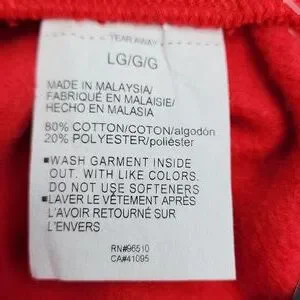 TEAR AWAY
LG/G/G
MADE IN MALAYSIA/
FABRIQUÉ EN MALAISIE/
HECHO EN MALASIA
80% COTTON/COTON/algodón
20% POLYESTER/poliéster
▪WASH GARMENT INSIDE
OUT. WITH LIKE COLORS.
DO NOT USE SOFTENERS
▪LAVER LE VÊTEMENT APRÈS
L'AVOIR RETOURNÉ SUR
L'ENVERS
RN#96510
CA#41095